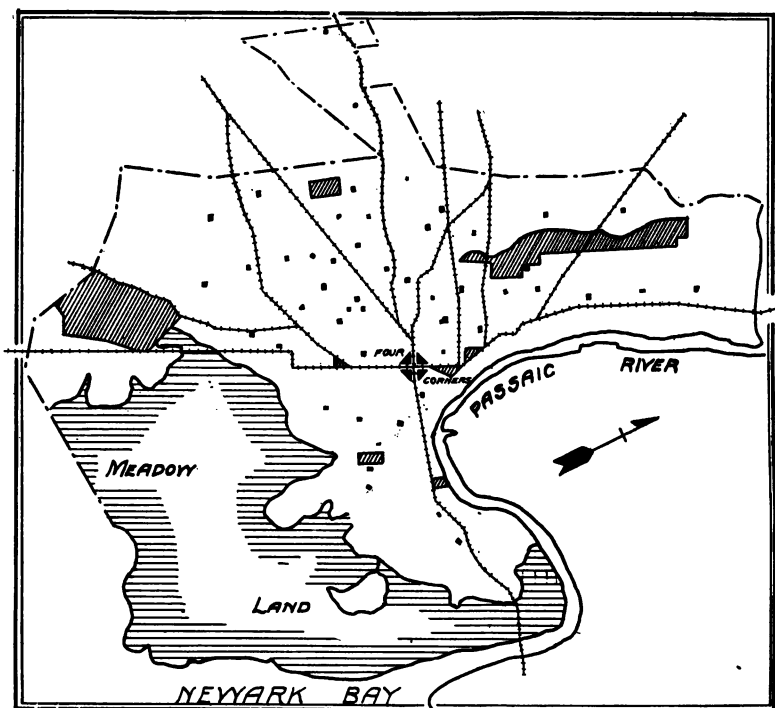 FOUR
CORNERS
PASSAIC
RIVER
MEADOW
LAND
NEWARK BAY